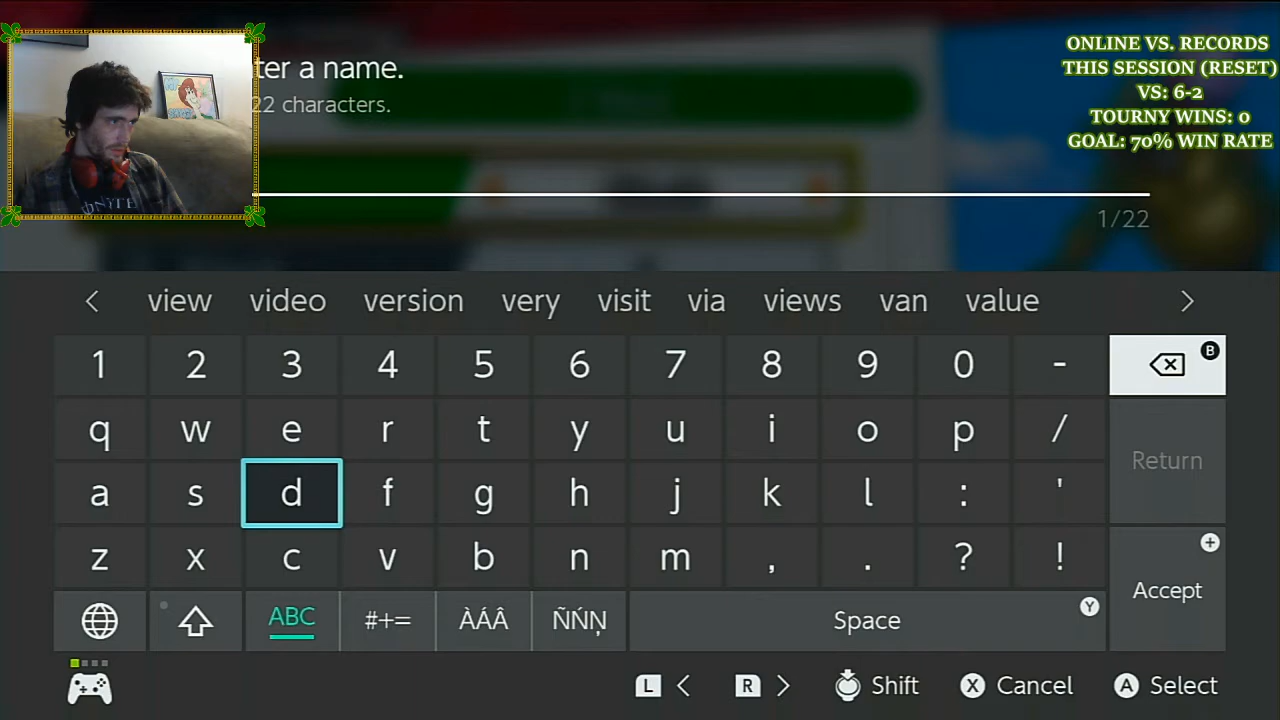 ter a name.
22 characters.
ONLINE VS. RECORDS
THIS SESSION (RESET)
VS: 6-2
TOURNY WINS: 0
GOAL: 70% WIN RATE
1/22
view video version very visit via views van value
1 2 3 4 5 6 7 8 9 0 - B
q w e r t y u i o p / Return
a s d f g h j k l : '
z x c v b n m , . ? ! + Accept
ABC #+= ÀÁÂ ÑŃŅ Space Y
L R Shift X Cancel A Select